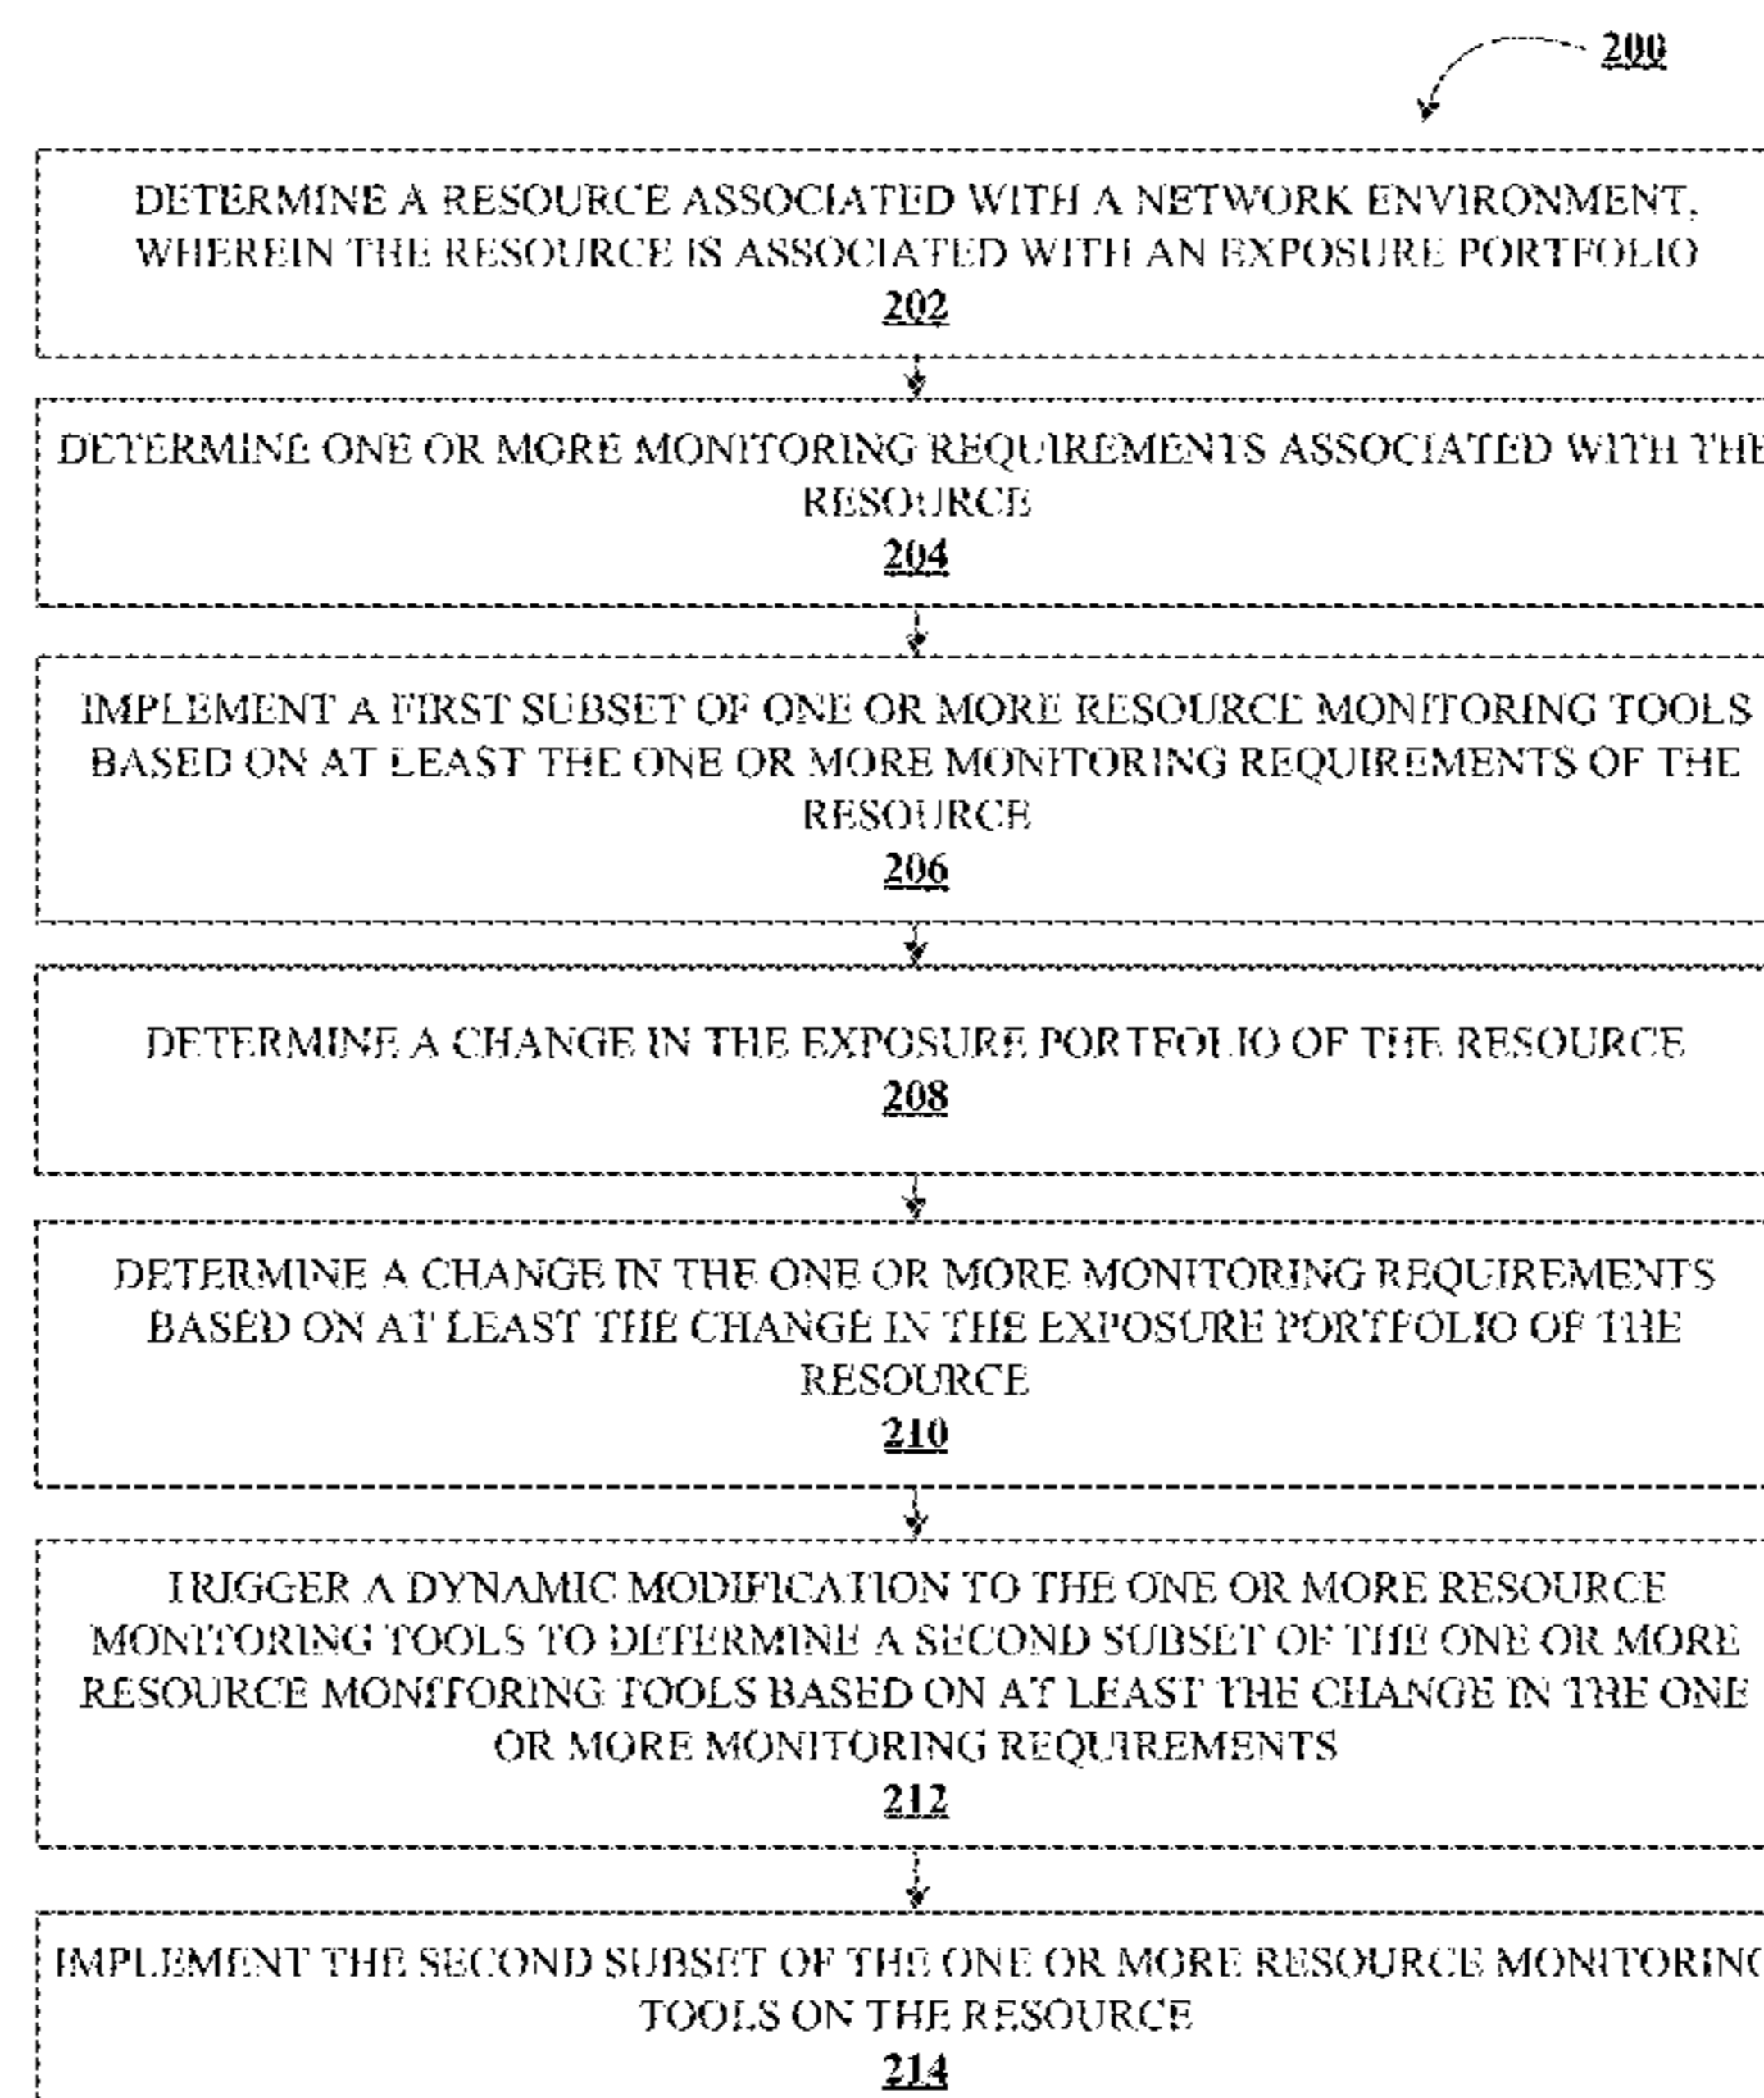 200
DETERMINE A RESOURCE ASSOCIATED WITH A NETWORK ENVIRONMENT,
WHEREIN THE RESOURCE IS ASSOCIATED WITH AN EXPOSURE PORTFOLIO
202
DETERMINE ONE OR MORE MONITORING REQUIREMENTS ASSOCIATED WITH THE
RESOURCE
204
IMPLEMENT A FIRST SUBSET OF ONE OR MORE RESOURCE MONITORING TOOLS
BASED ON AT LEAST THE ONE OR MORE MONITORING REQUIREMENTS OF THE
RESOURCE
206
DETERMINE A CHANGE IN THE EXPOSURE PORTFOLIO OF THE RESOURCE
208
DETERMINE A CHANGE IN THE ONE OR MORE MONITORING REQUIREMENTS
BASED ON AT LEAST THE CHANGE IN THE EXPOSURE PORTFOLIO OF THE
RESOURCE
210
TRIGGER A DYNAMIC MODIFICATION TO THE ONE OR MORE RESOURCE
MONITORING TOOLS TO DETERMINE A SECOND SUBSET OF THE ONE OR MORE
RESOURCE MONITORING TOOLS BASED ON AT LEAST THE CHANGE IN THE ONE
OR MORE MONITORING REQUIREMENTS
212
IMPLEMENT THE SECOND SUBSET OF THE ONE OR MORE RESOURCE MONITORING
TOOLS ON THE RESOURCE
214